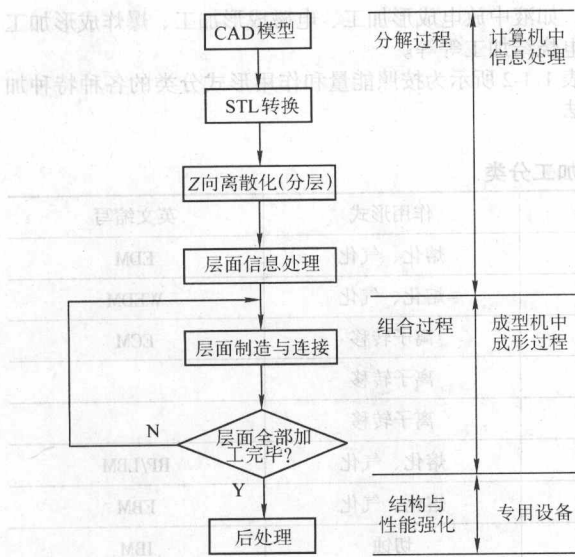 CAD模型
分解过程
计算机中
信息处理
STL转换
Z向离散化(分层)
层面信息处理
组合过程
成型机中
成形过程
层面制造与连接
N
层面全部加
工完毕?
Y
结构与
性能强化
专用设备
后处理